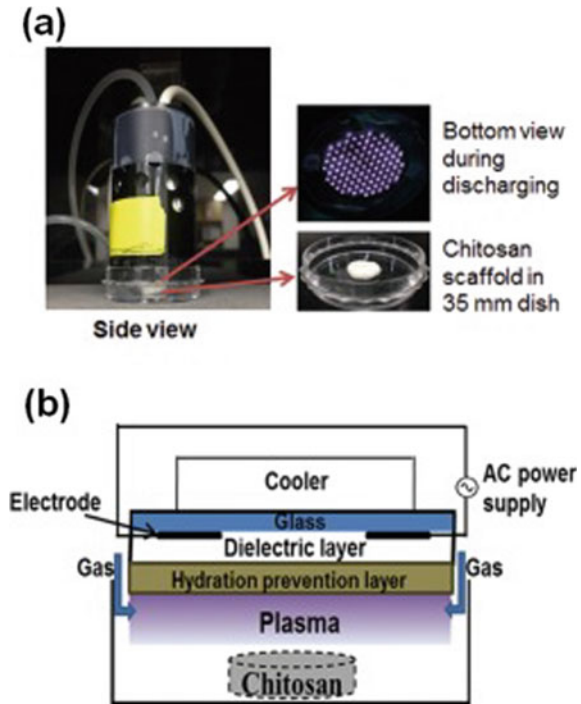 (a)
Bottom view
during
discharging
Chitosan
scaffold in
35 mm dish
Side view
(b)
Cooler
AC power
supply
Electrode
Glass
Dielectric layer
Gas
Gas
Hydration prevention layer
Plasma
Chitosan